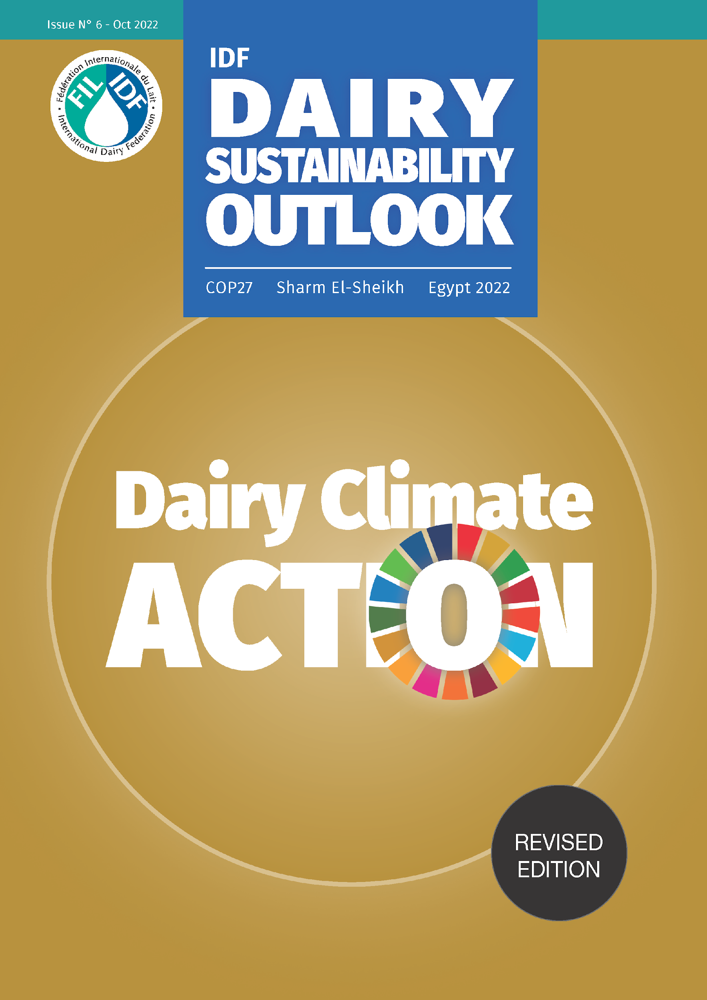 Issue N° 6 - Oct 2022
Fédération Internationale du Lait
FIL IDF
International Dairy Federation
IDF
DAIRY
SUSTAINABILITY
OUTLOOK
COP27 Sharm El-Sheikh Egypt 2022
Dairy Climate
ACTION
REVISED
EDITION